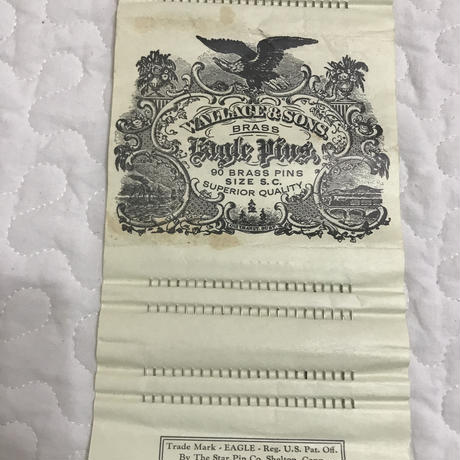 WALLACE & SONS
BRASS
Eagle Pins,
90 BRASS PINS
SIZE S.C.
SUPERIOR QUALITY
Trade Mark - EAGLE - Reg. U.S. Pat. Off.
By The Star Pin Co. Shelton, Conn.